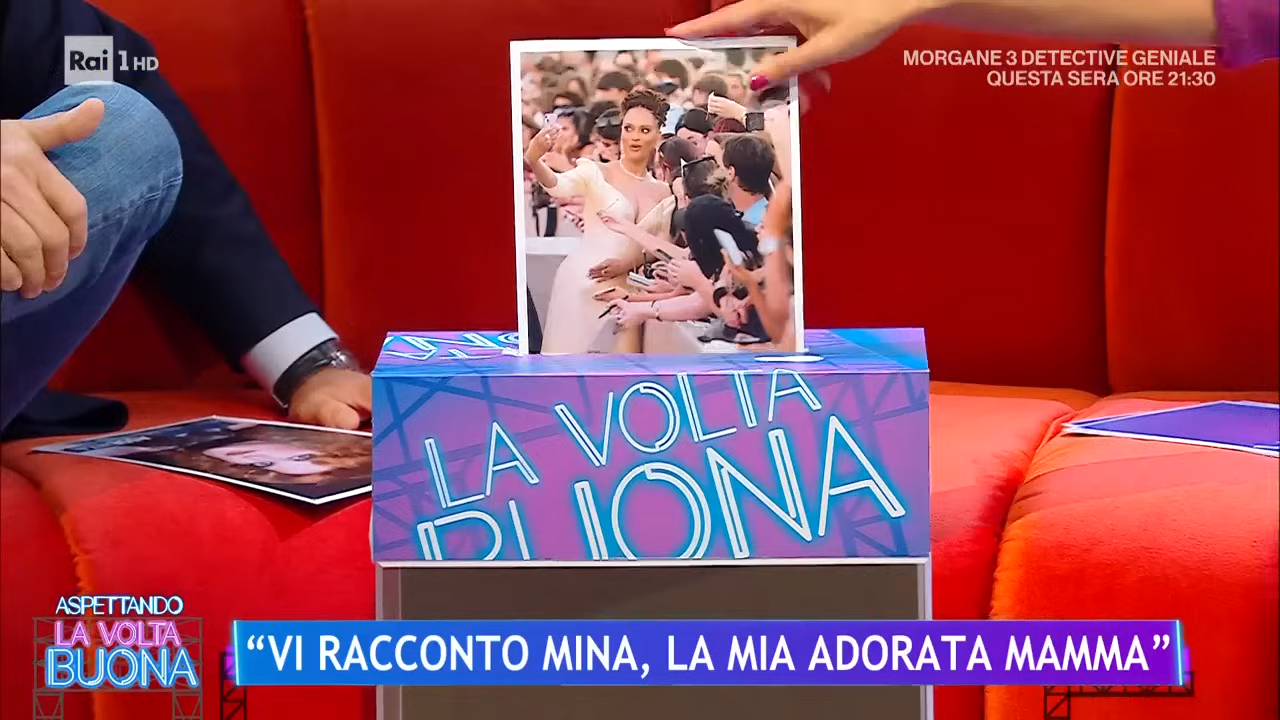 Rai 1 HD
MORGANE 3 DETECTIVE GENIALE
QUESTA SERA ORE 21:30
LA VOLTA
BUONA
ASPETTANDO
LA VOLTA
BUONA
“VI RACCONTO MINA, LA MIA ADORATA MAMMA”